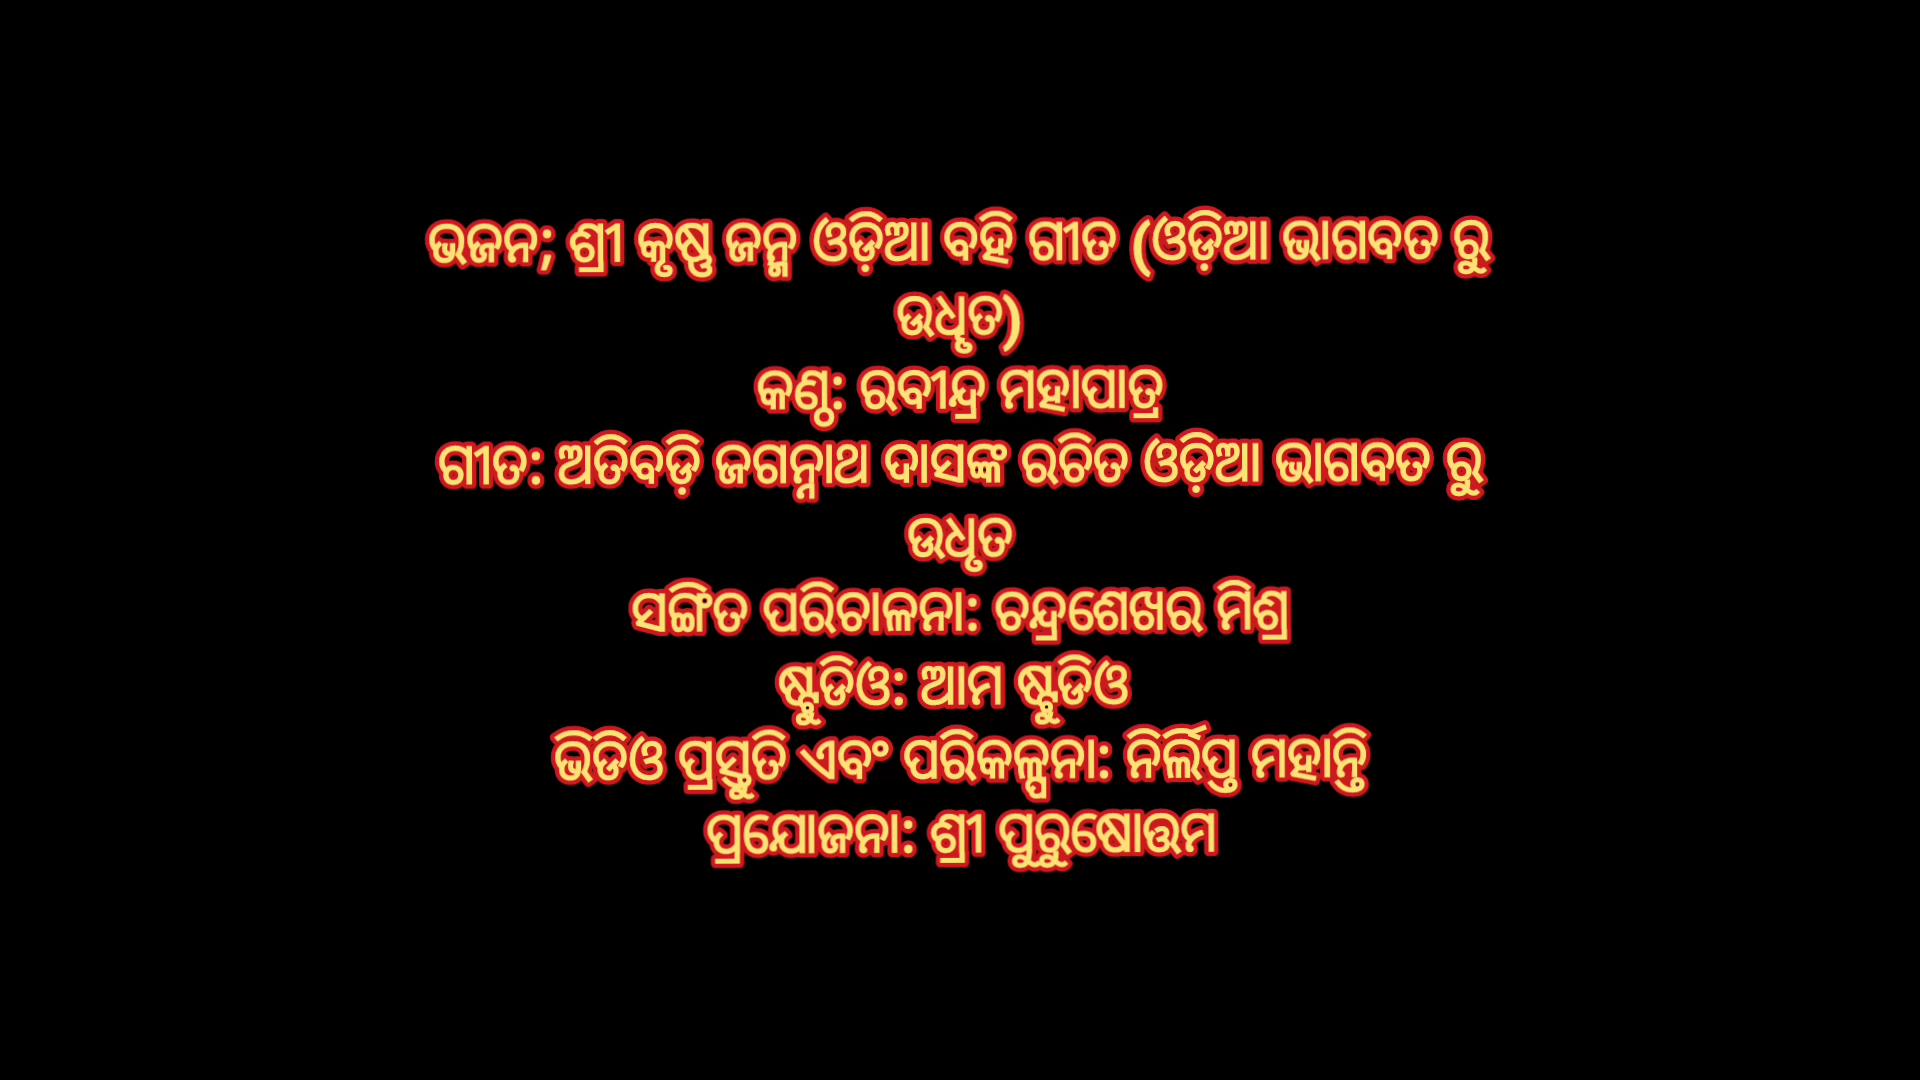 ଭଜନ; ଶ୍ରୀ କୃଷ୍ଣ ଜନ୍ମ ଓଡ଼ିଆ ବହି ଗୀତ (ଓଡ଼ିଆ ଭାଗବତ ରୁ
ଉଧୃତ)
କଣ୍ଠ: ରବୀନ୍ଦ୍ର ମହାପାତ୍ର
ଗୀତ: ଅତିବଡ଼ି ଜଗନ୍ନାଥ ଦାସଙ୍କ ରଚିତ ଓଡ଼ିଆ ଭାଗବତ ରୁ
ଉଧୃତ
ସଙ୍ଗିତ ପରିଚାଳନା: ଚନ୍ଦ୍ରଶେଖର ମିଶ୍ର
ଷ୍ଟୁଡିଓ: ଆମ ଷ୍ଟୁଡିଓ
ଭିଡିଓ ପ୍ରସ୍ଥୁତି ଏବଂ ପରିକଳ୍ପନା: ନିର୍ଲିପ୍ତ ମହାନ୍ତି
ପ୍ରଯୋଜନା: ଶ୍ରୀ ପୁରୁଷୋତ୍ତମ